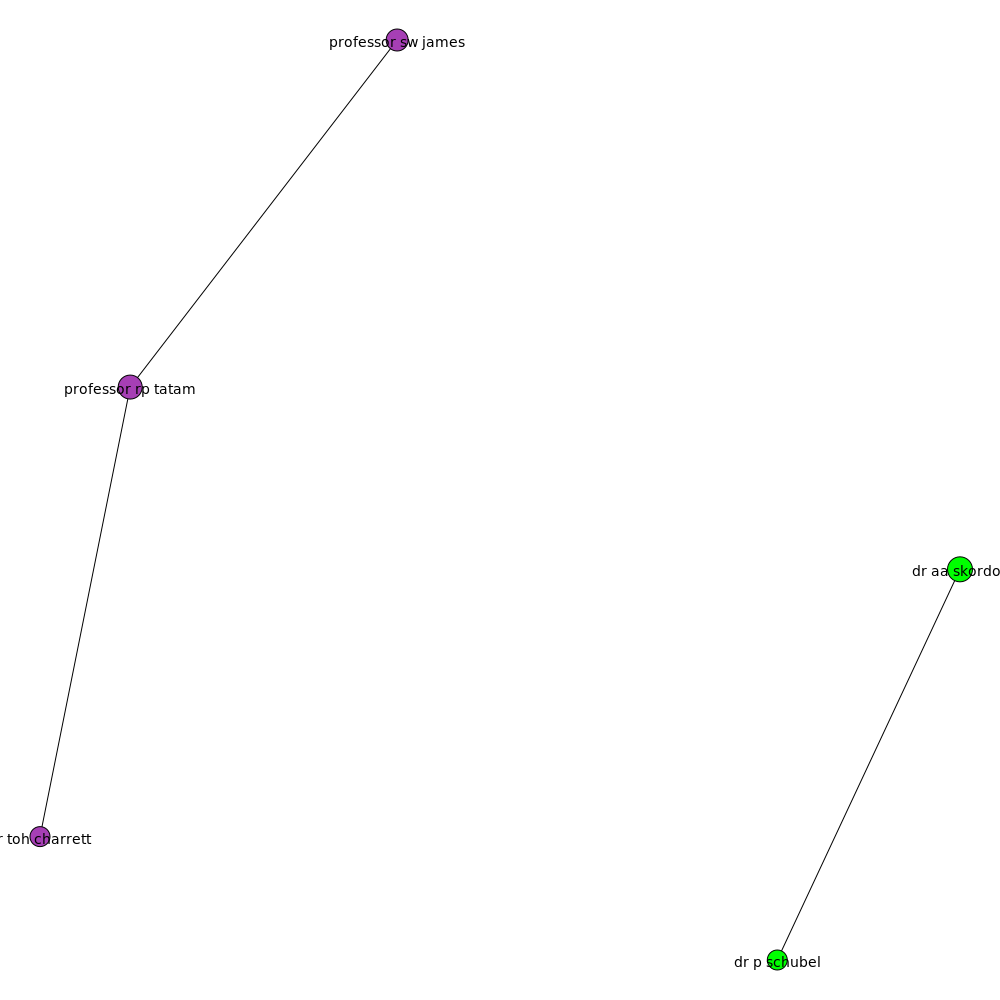 professor sw james
professor rp tatam
dr aa skordo
r toh charrett
dr p schubel